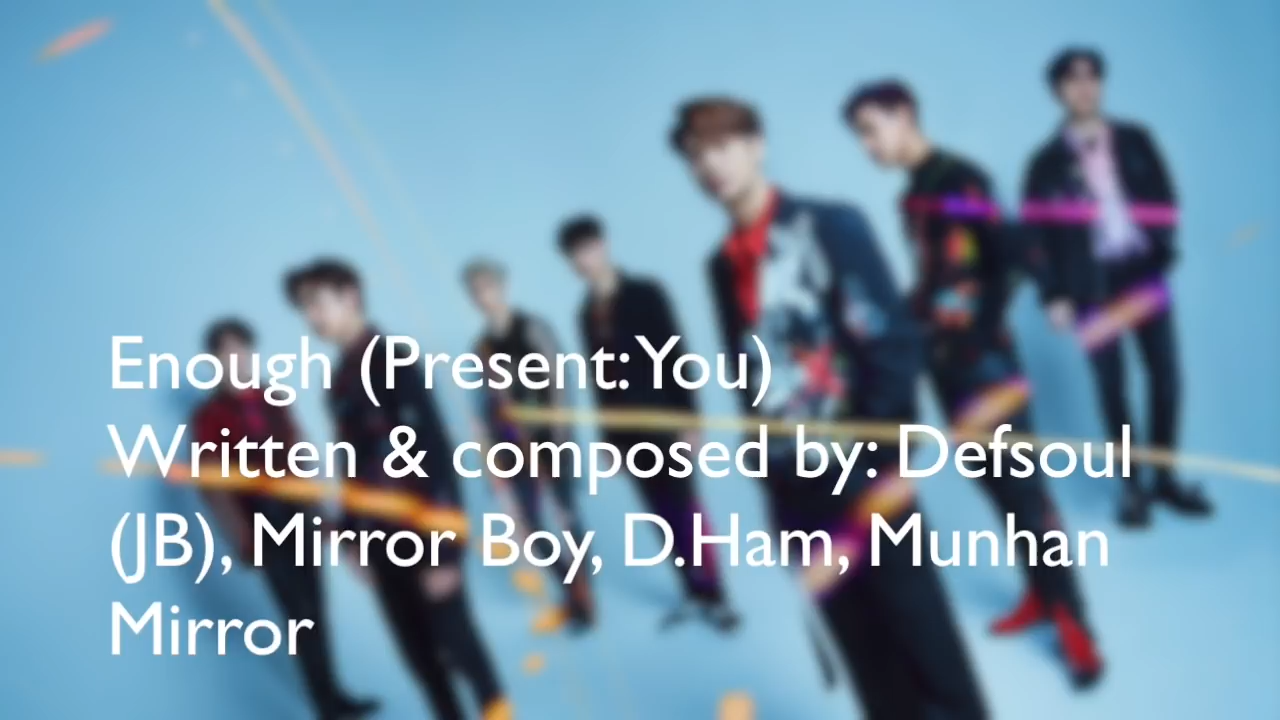 Enough (Present: You)
Written & composed by: Defsoul
(JB), Mirror Boy, D.Ham, Munhan
Mirror